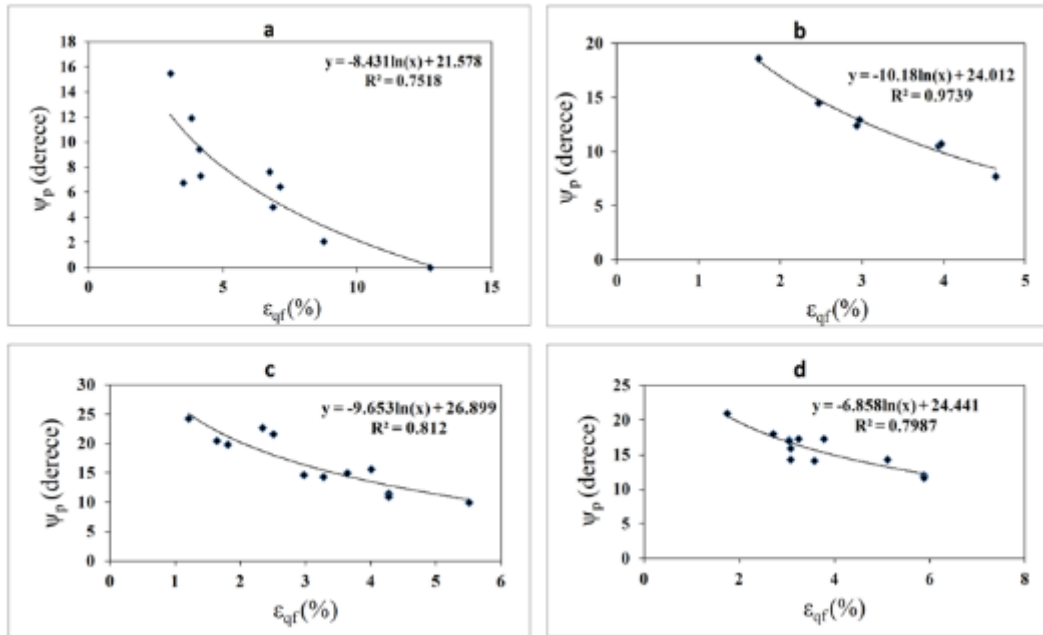 a
y = -8.431ln(x) + 21.578
R² = 0.7518
18
16
14
12
10
8
6
4
2
0
ψp (derece)
0 5 10 15
εqf(%)
b
y = -10.18ln(x) + 24.012
R² = 0.9739
20
15
10
5
0
ψp (derece)
0 1 2 3 4 5
εqf(%)
c
y = -9.653ln(x) + 26.899
R² = 0.812
30
25
20
15
10
5
0
ψp (derece)
0 1 2 3 4 5 6
εqf(%)
d
y = -6.858ln(x) + 24.441
R² = 0.7987
25
20
15
10
5
0
ψp (derece)
0 2 4 6 8
εqf(%)